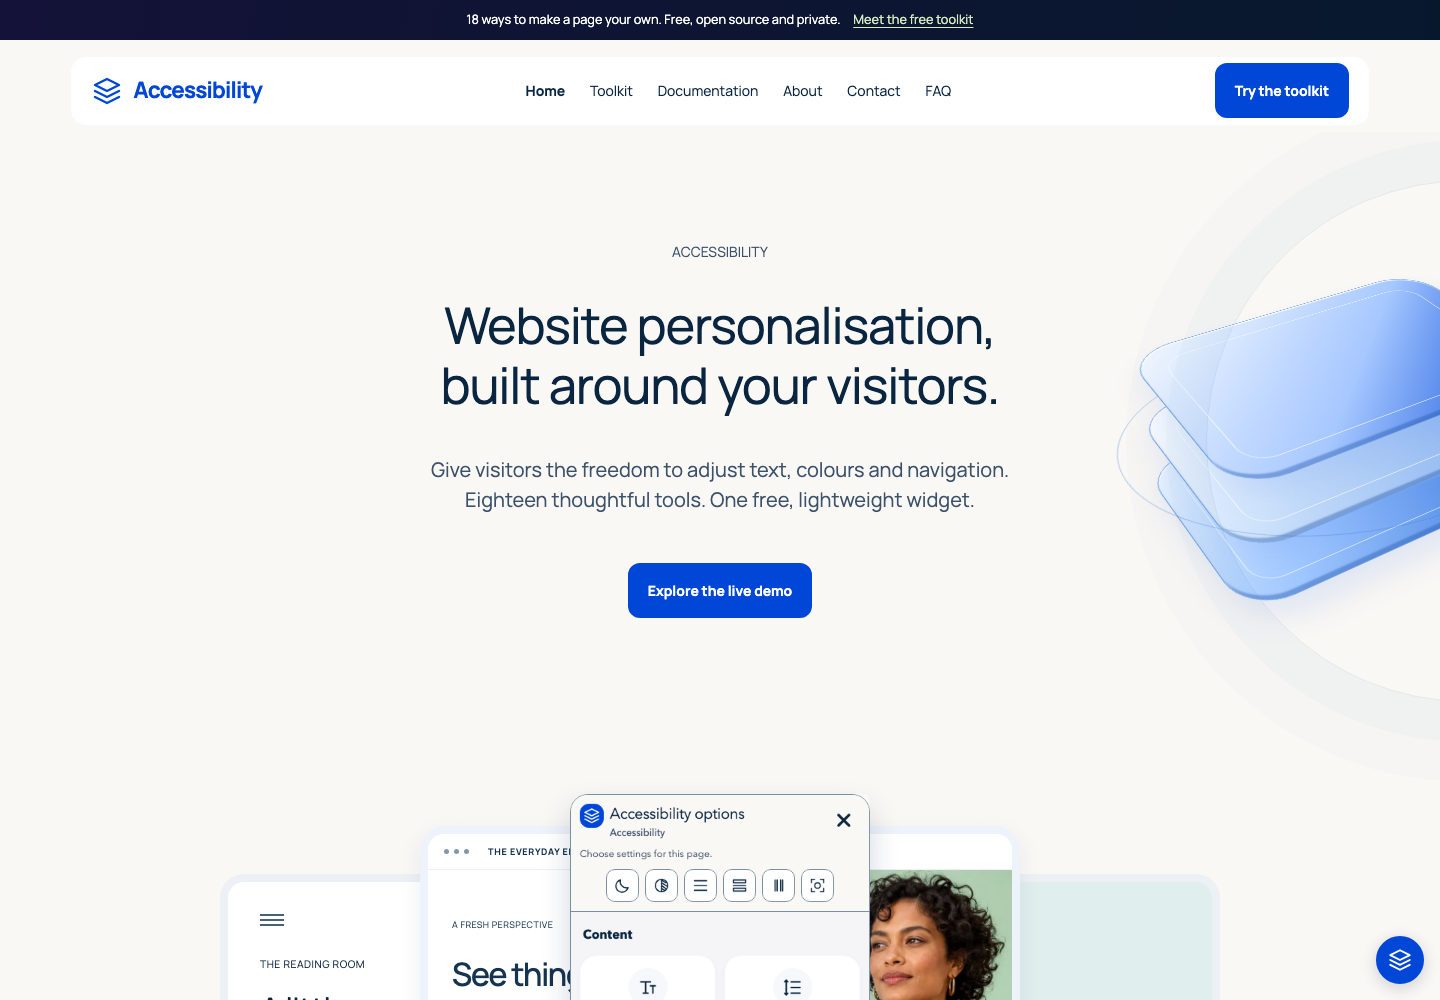 18 ways to make a page your own. Free, open source and private. Meet the free toolkit
Accessibility
Home Toolkit Documentation About Contact FAQ
Try the toolkit
ACCESSIBILITY
Website personalisation,
built around your visitors.
Give visitors the freedom to adjust text, colours and navigation.
Eighteen thoughtful tools. One free, lightweight widget.
Explore the live demo
Accessibility options
Accessibility
Choose settings for this page.
Content
THE EVERYDAY
A FRESH PERSPECTIVE
See thing
THE READING ROOM